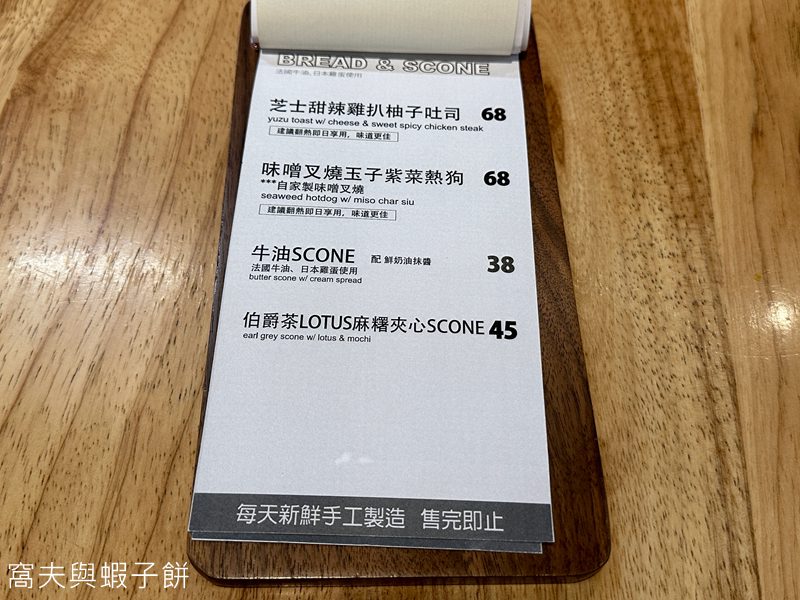 BREAD & SCONE
法國牛油, 日本雞蛋使用
芝士甜辣雞扒柚子吐司 68
yuzu toast w/ cheese & sweet spicy chicken steak
建議翻熱即日享用，味道更佳
味噌叉燒玉子紫菜熱狗 68
***自家製味噌叉燒
seaweed hotdog w/ miso char siu
建議翻熱即日享用，味道更佳
牛油SCONE 配 鮮奶油抹醬 38
法國牛油、日本雞蛋使用
butter scone w/ cream spread
伯爵茶LOTUS麻糬夾心SCONE 45
earl grey scone w/ lotus & mochi
每天新鮮手工製造 售完即止
窩夫與蝦子餅